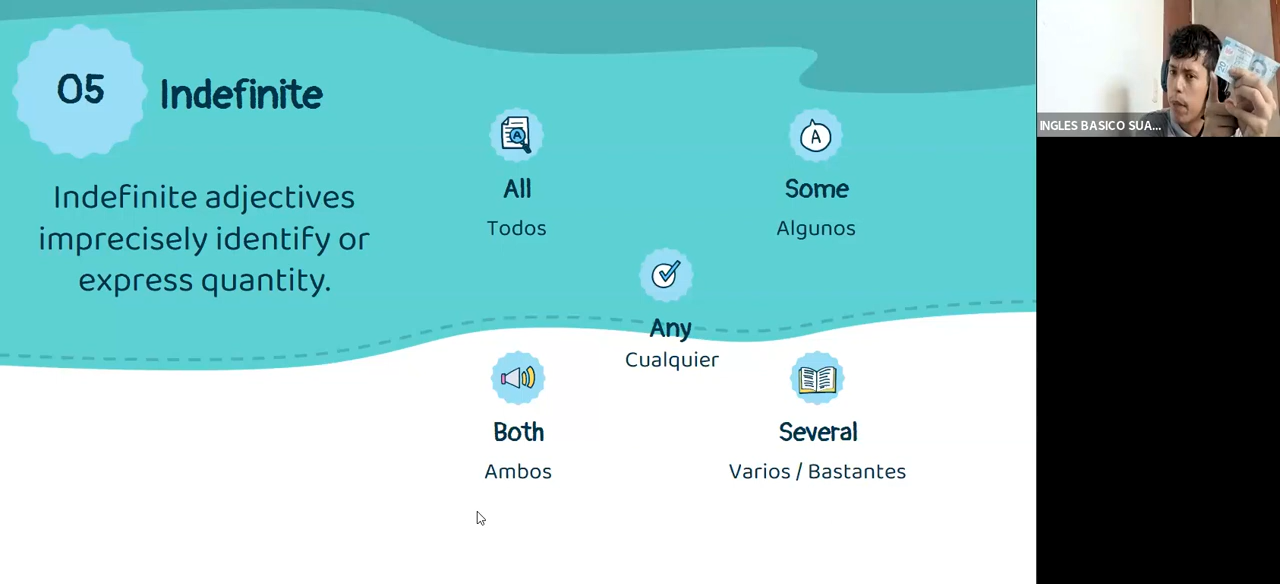 05
Indefinite
Indefinite adjectives
imprecisely identify or
express quantity.
All
Todos
Some
Algunos
Any
Cualquier
Both
Ambos
Several
Varios / Bastantes
INGLES BASICO SUA...
A
A
20